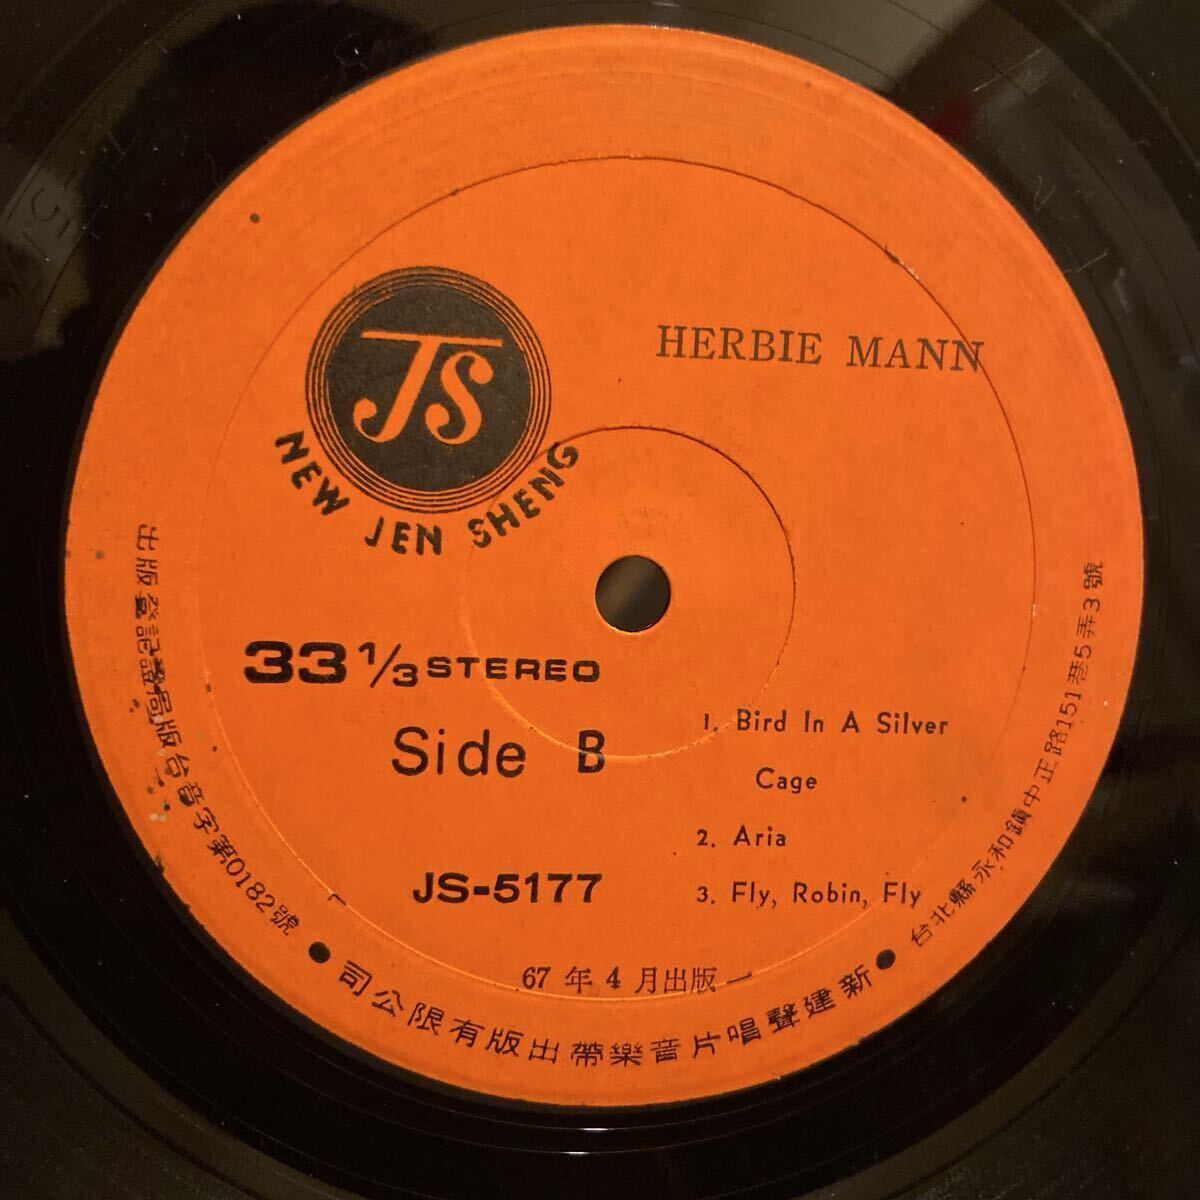 JS
NEW JEN SHENG
HERBIE MANN
33 1/3 STEREO
Side B
JS-5177
1. Bird In A Silver
Cage
2. Aria
3. Fly, Robin, Fly
67年4月出版
出版登記證局版台音字第0182號
新建聲唱片音樂帶出版有限公司
台北縣永和鎮中正路151巷5弄3號